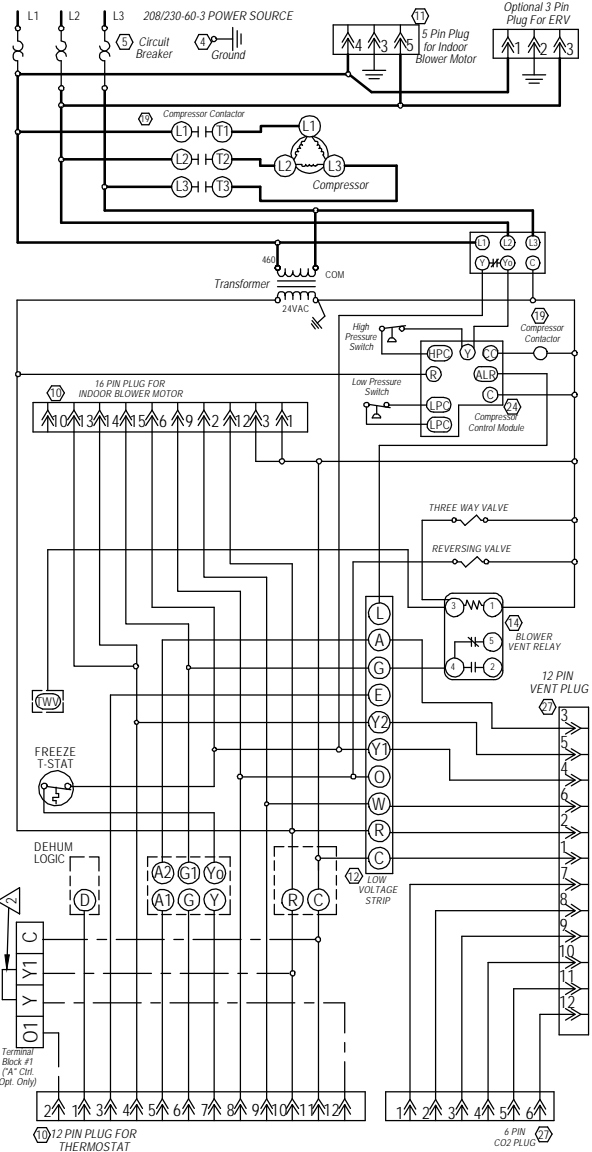 L1 L2 L3 208/230-60-3 POWER SOURCE
5 Circuit
Breaker
4 Ground
11
5 Pin Plug
for Indoor
Blower Motor
4 3 5
Optional 3 Pin
Plug For ERV
1 2 3
19 Compressor Contactor
L1 T1 L1
L2 T2 L2 L3
L3 T3 Compressor
L1 L2 L3
Y Yo C
460 COM
Transformer
24VAC
19
Compressor
Contactor
High
Pressure
Switch
HPC Y CC
R ALR
Low Pressure
Switch
LPC C
LPC
24
Compressor
Control Module
10 16 PIN PLUG FOR
INDOOR BLOWER MOTOR
10 13 14 15 6 9 2 12 3 1
THREE WAY VALVE
REVERSING VALVE
3 1
5
4 2
14
BLOWER
VENT RELAY
L
A
G
E
Y2
Y1
O
W
R
C
12 LOW
VOLTAGE
STRIP
TWV
FREEZE
T-STAT
DEHUM
LOGIC
D
A2 G1 Yo
A1 G Y
R C
2
C
Y1
Y
O1
Terminal
Block #1
("A" Ctrl.
Opt. Only)
12 PIN
VENT PLUG
27
3
5
4
6
2
1
7
8
9
10
11
12
2 1 3 4 5 6 7 8 9 10 11 12
10 12 PIN PLUG FOR
THERMOSTAT
1 2 3 4 5 6
6 PIN
CO2 PLUG 27